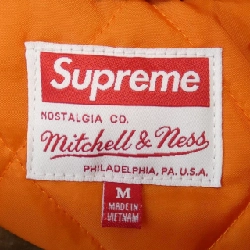 Supreme
NOSTALGIA CO.
Mitchell & Ness
PHILADELPHIA, PA. U.S.A.
M
MADE IN
VIETNAM